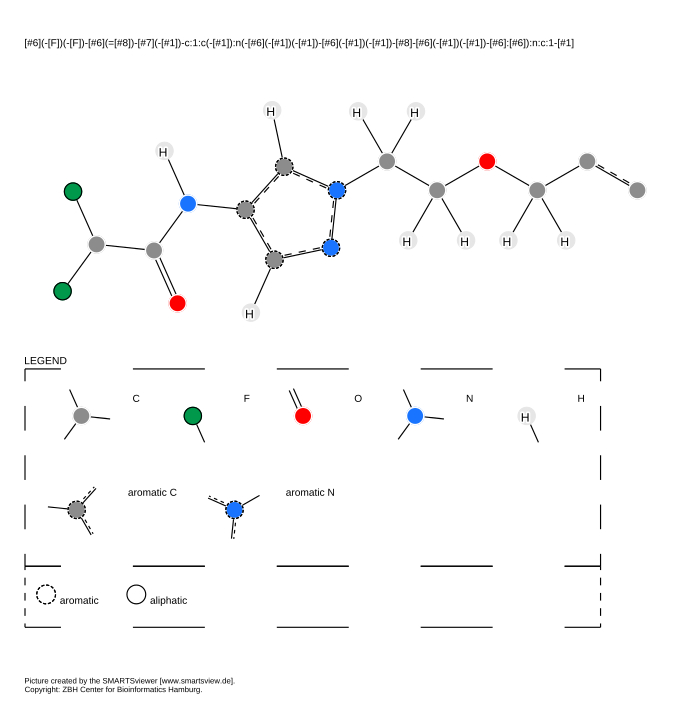 [#6](-[F])(-[F])-[#6](=[#8])-[#7](-[#1])-c:1:c(-[#1]):n(-[#6](-[#1])(-[#1])-[#6](-[#1])(-[#1])-[#8]-[#6](-[#1])(-[#1])-[#6]:[#6]):n:c:1-[#1]
H H H
H
H H H H
H
LEGEND
C F O N H
H
aromatic C aromatic N
aromatic aliphatic
Picture created by the SMARTSviewer [www.smartsview.de].
Copyright: ZBH Center for Bioinformatics Hamburg.